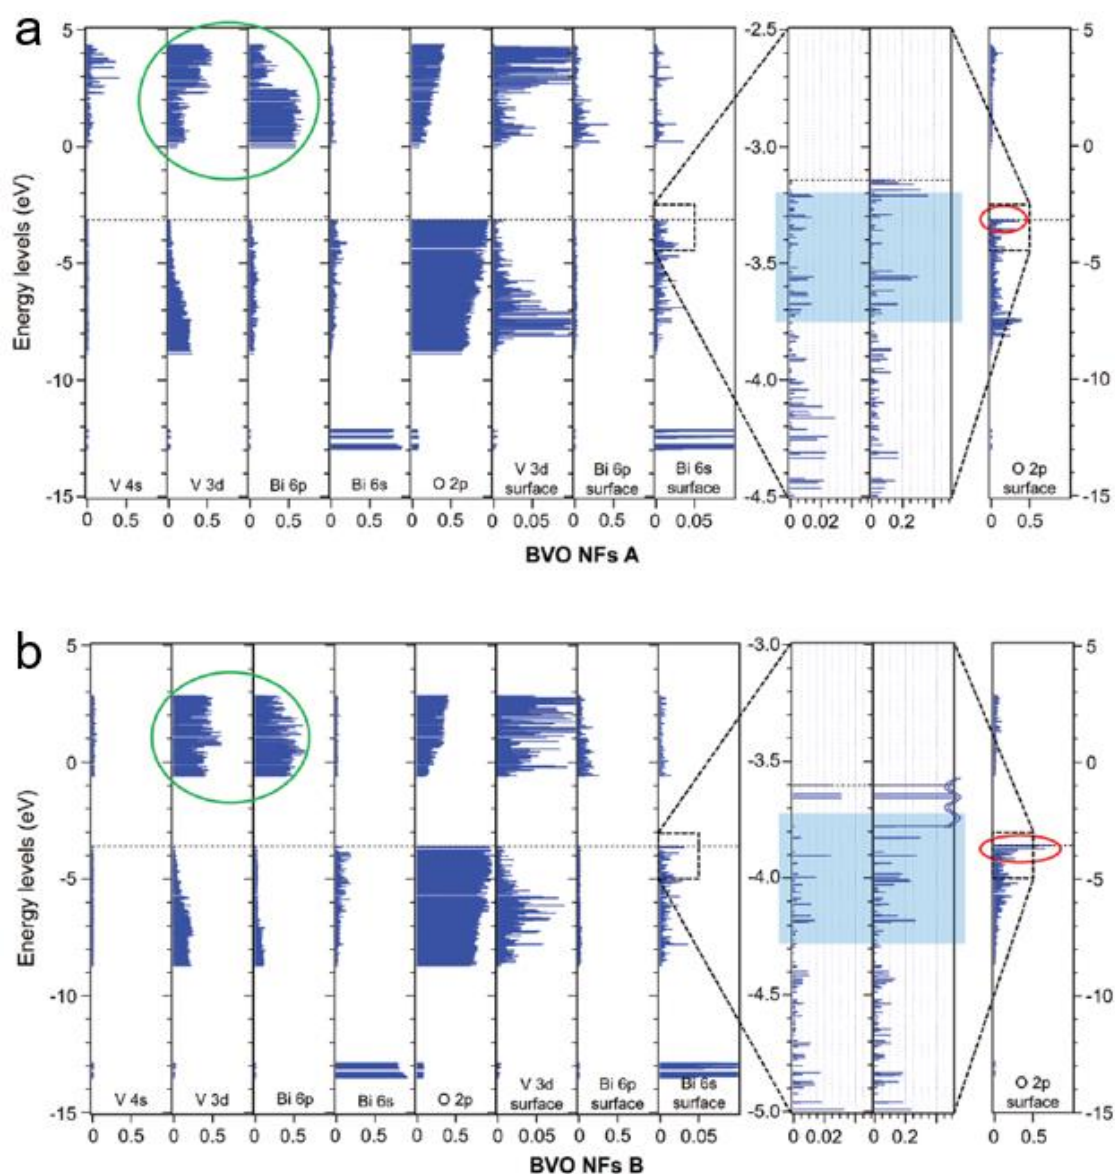 a
Energy levels (eV)
5
0
-5
-10
-15
-2.5
-3.0
-3.5
-4.0
-4.5
5
0
-5
-10
-15
V 4s
V 3d
Bi 6p
Bi 6s
O 2p
V 3d surface
Bi 6p surface
Bi 6s surface
O 2p surface
0 0.5 0 0.5 0 0.5 0 0.5 0 0.5 0 0.05 0 0.05 0 0.05 0 0.02 0 0.2 0 0.5
BVO NFs A
b
Energy levels (eV)
5
0
-5
-10
-15
-3.0
-3.5
-4.0
-4.5
-5.0
5
0
-5
-10
-15
V 4s
V 3d
Bi 6p
Bi 6s
O 2p
V 3d surface
Bi 6p surface
Bi 6s surface
O 2p surface
0 0.5 0 0.5 0 0.5 0 0.5 0 0.5 0 0.05 0 0.05 0 0.05 0 0.02 0 0.2 0 0.5
BVO NFs B